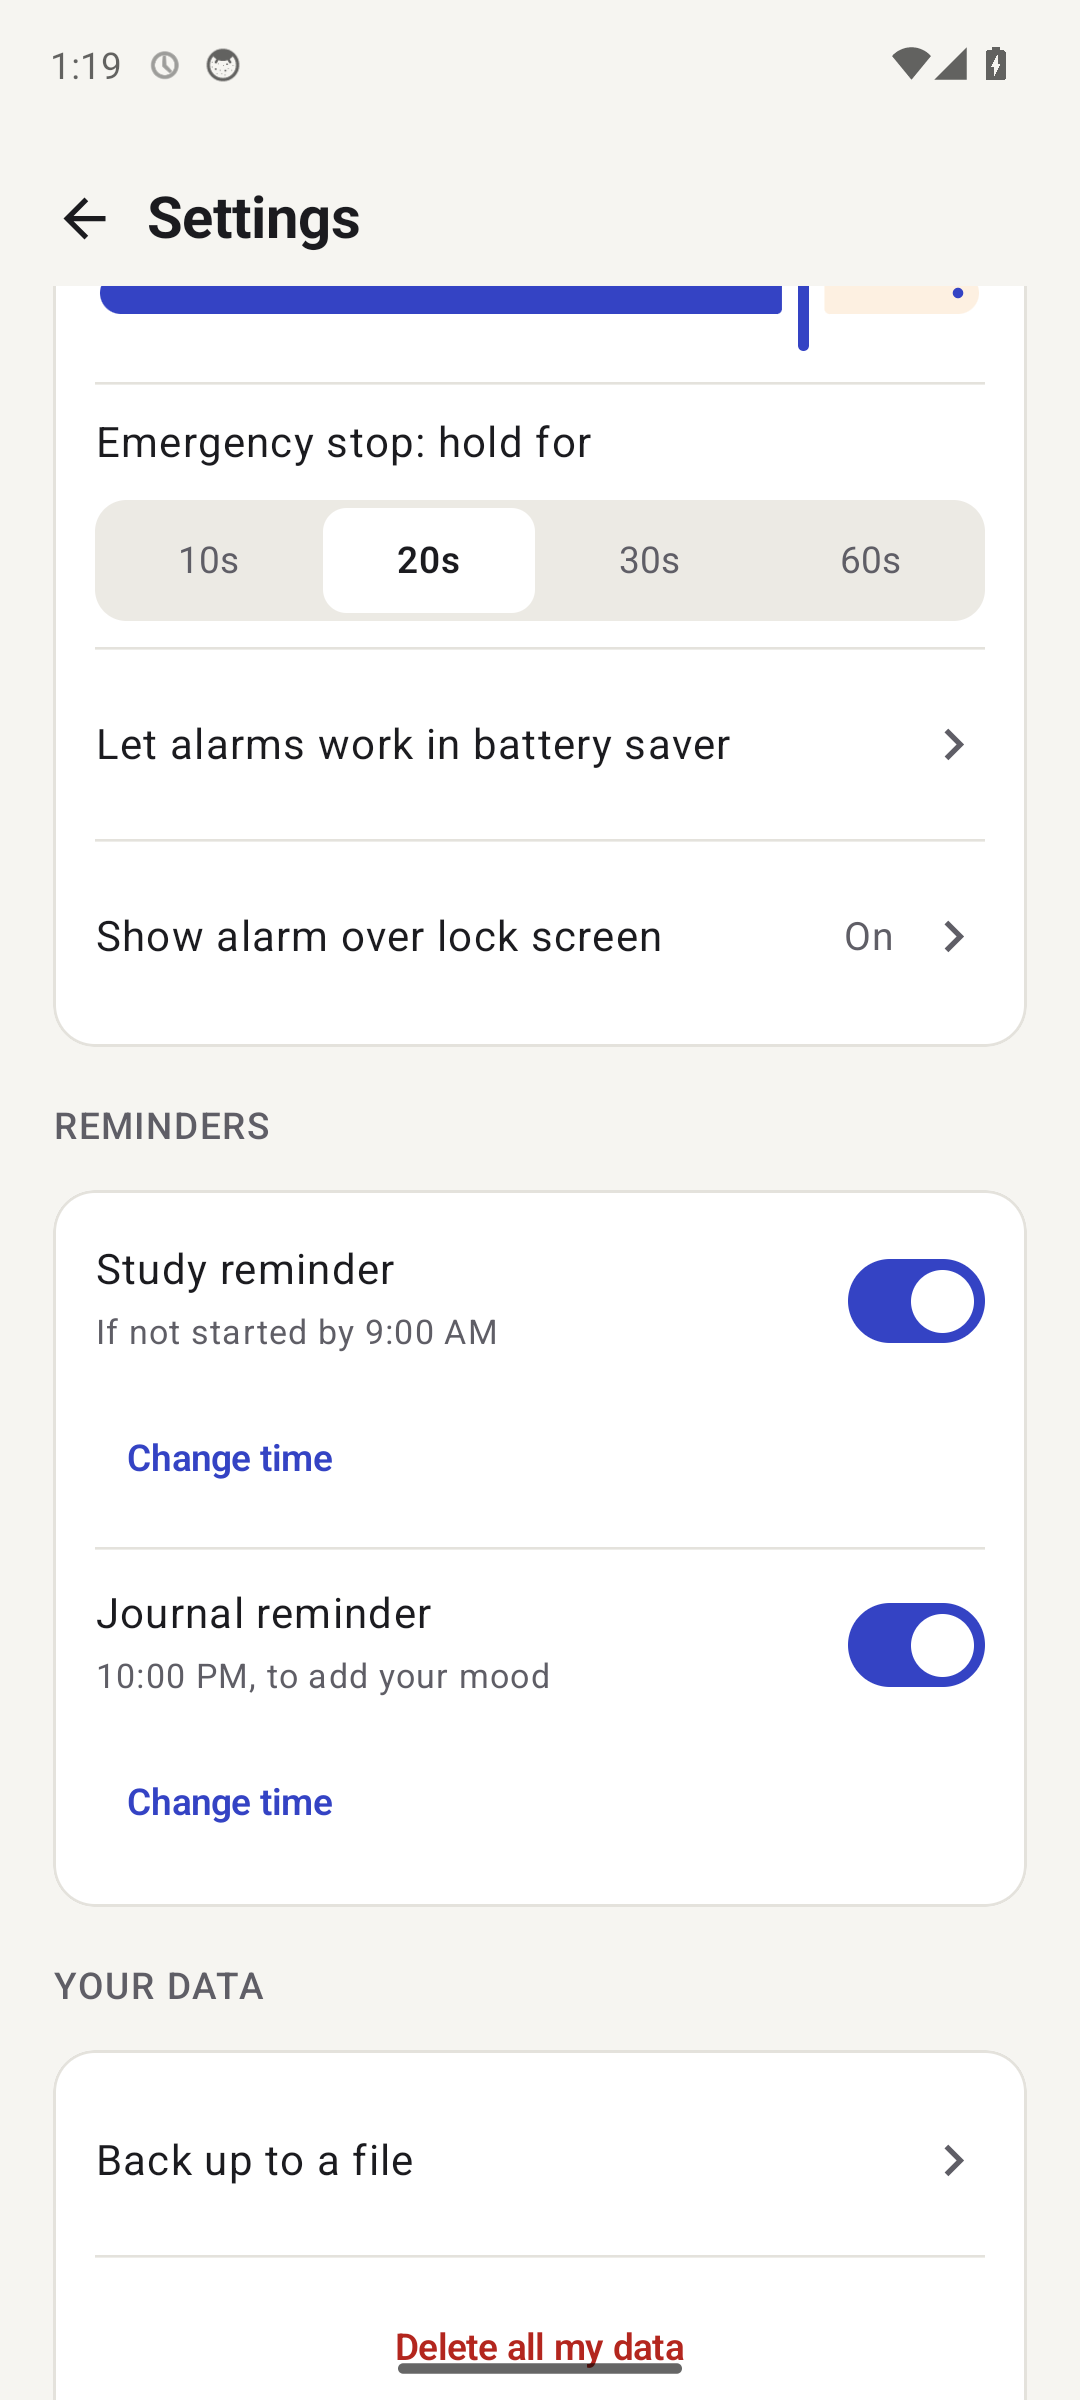 1:19
Settings
Emergency stop: hold for
10s 20s 30s 60s
Let alarms work in battery saver
Show alarm over lock screen On
REMINDERS
Study reminder
If not started by 9:00 AM
Change time
Journal reminder
10:00 PM, to add your mood
Change time
YOUR DATA
Back up to a file
Delete all my data